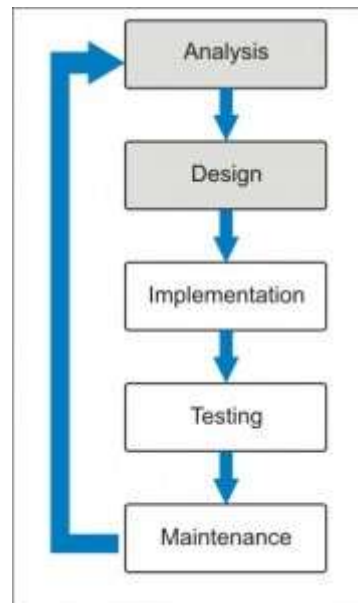 Analysis
Design
Implementation
Testing
Maintenance